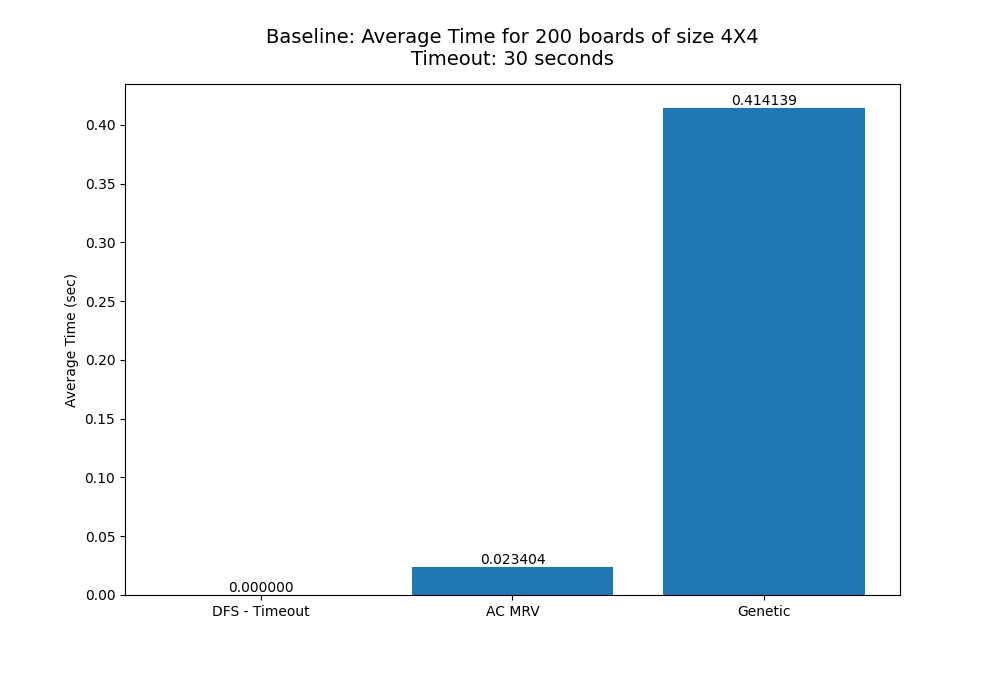 Baseline: Average Time for 200 boards of size 4X4
Timeout: 30 seconds
0.414139
0.40
0.35
0.30
0.25
Average Time (sec)
0.20
0.15
0.10
0.05
0.023404
0.000000
0.00
DFS - Timeout
AC MRV
Genetic